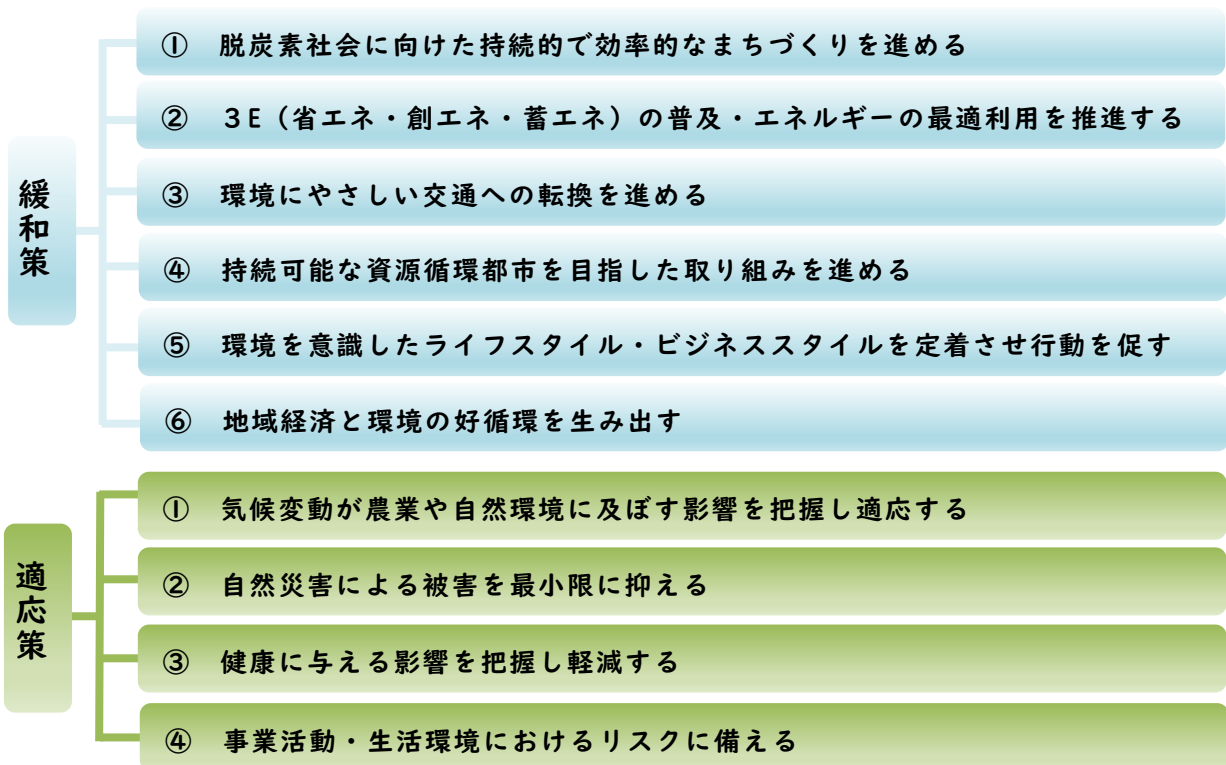 緩和策
① 脱炭素社会に向けた持続的で効率的なまちづくりを進める
② 3E（省エネ・創エネ・蓄エネ）の普及・エネルギーの最適利用を推進する
③ 環境にやさしい交通への転換を進める
④ 持続可能な資源循環都市を目指した取り組みを進める
⑤ 環境を意識したライフスタイル・ビジネススタイルを定着させ行動を促す
⑥ 地域経済と環境の好循環を生み出す
適応策
① 気候変動が農業や自然環境に及ぼす影響を把握し適応する
② 自然災害による被害を最小限に抑える
③ 健康に与える影響を把握し軽減する
④ 事業活動・生活環境におけるリスクに備える